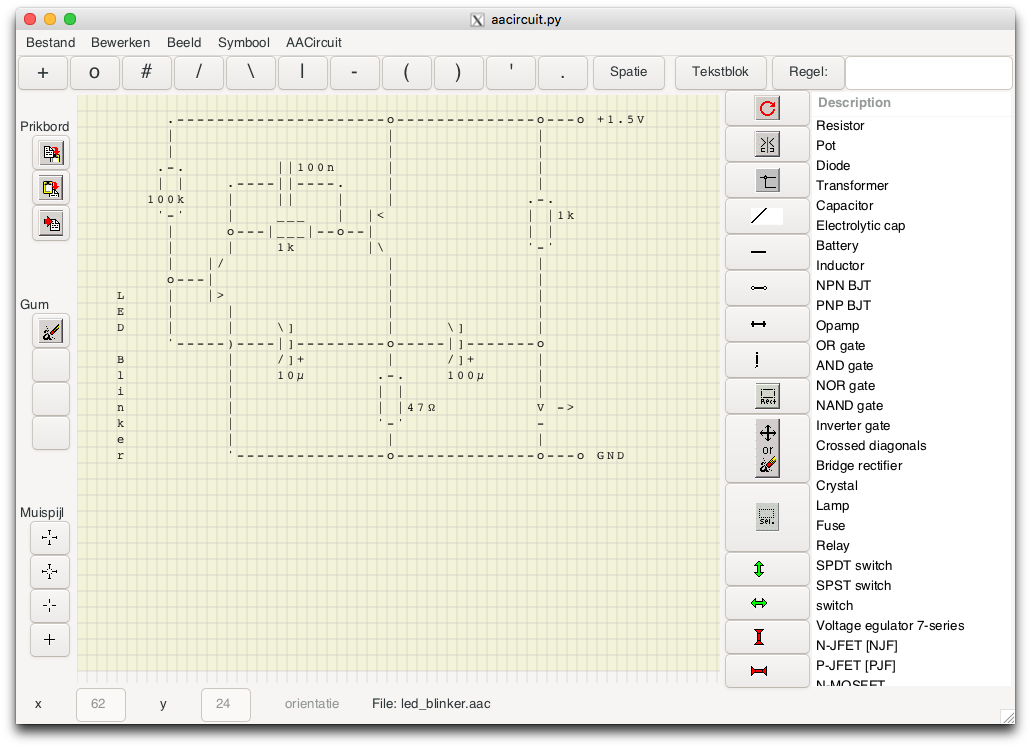 aacircuit.py
Bestand Bewerken Beeld Symbool AACircuit
+ o # / \ | - ( ) ' . Spatie Tekstblok Regel:
Prikbord
Gum
Muispijl
+1.5V
100n
100k
1k
1k
LED Blinker
10µ
100µ
47Ω
V ->
GND
Rect
or
Sel.
Description
Resistor
Pot
Diode
Transformer
Capacitor
Electrolytic cap
Battery
Inductor
NPN BJT
PNP BJT
Opamp
OR gate
AND gate
NOR gate
NAND gate
Inverter gate
Crossed diagonals
Bridge rectifier
Crystal
Lamp
Fuse
Relay
SPDT switch
SPST switch
switch
Voltage egulator 7-series
N-JFET [NJF]
P-JFET [PJF]
N-MOSFET
x 62 y 24 orientatie File: led_blinker.aac